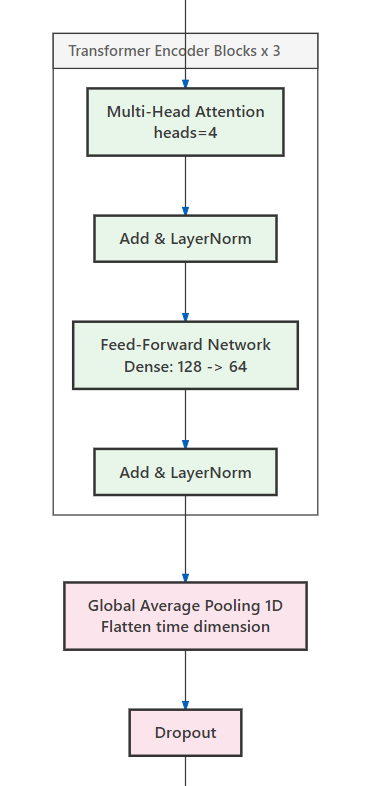 Transformer Encoder Blocks x 3
Multi-Head Attention
heads=4
Add & LayerNorm
Feed-Forward Network
Dense: 128 -> 64
Add & LayerNorm
Global Average Pooling 1D
Flatten time dimension
Dropout